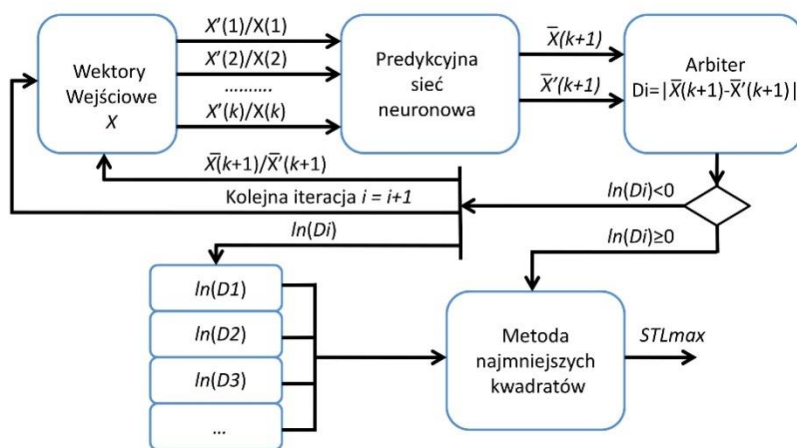 Wektory
Wejściowe
X
X'(1)/X(1)
X'(2)/X(2)
..........
X'(k)/X(k)
Predykcyjna
sieć
neuronowa
X̄(k+1)
X̄'(k+1)
Arbiter
Di=|X̄(k+1)-X̄'(k+1)|
X̄(k+1)/X̄'(k+1)
Kolejna iteracja i = i+1
ln(Di)<0
ln(Di)
ln(Di)≥0
ln(D1)
ln(D2)
ln(D3)
...
Metoda
najmniejszych
kwadratów
STLmax